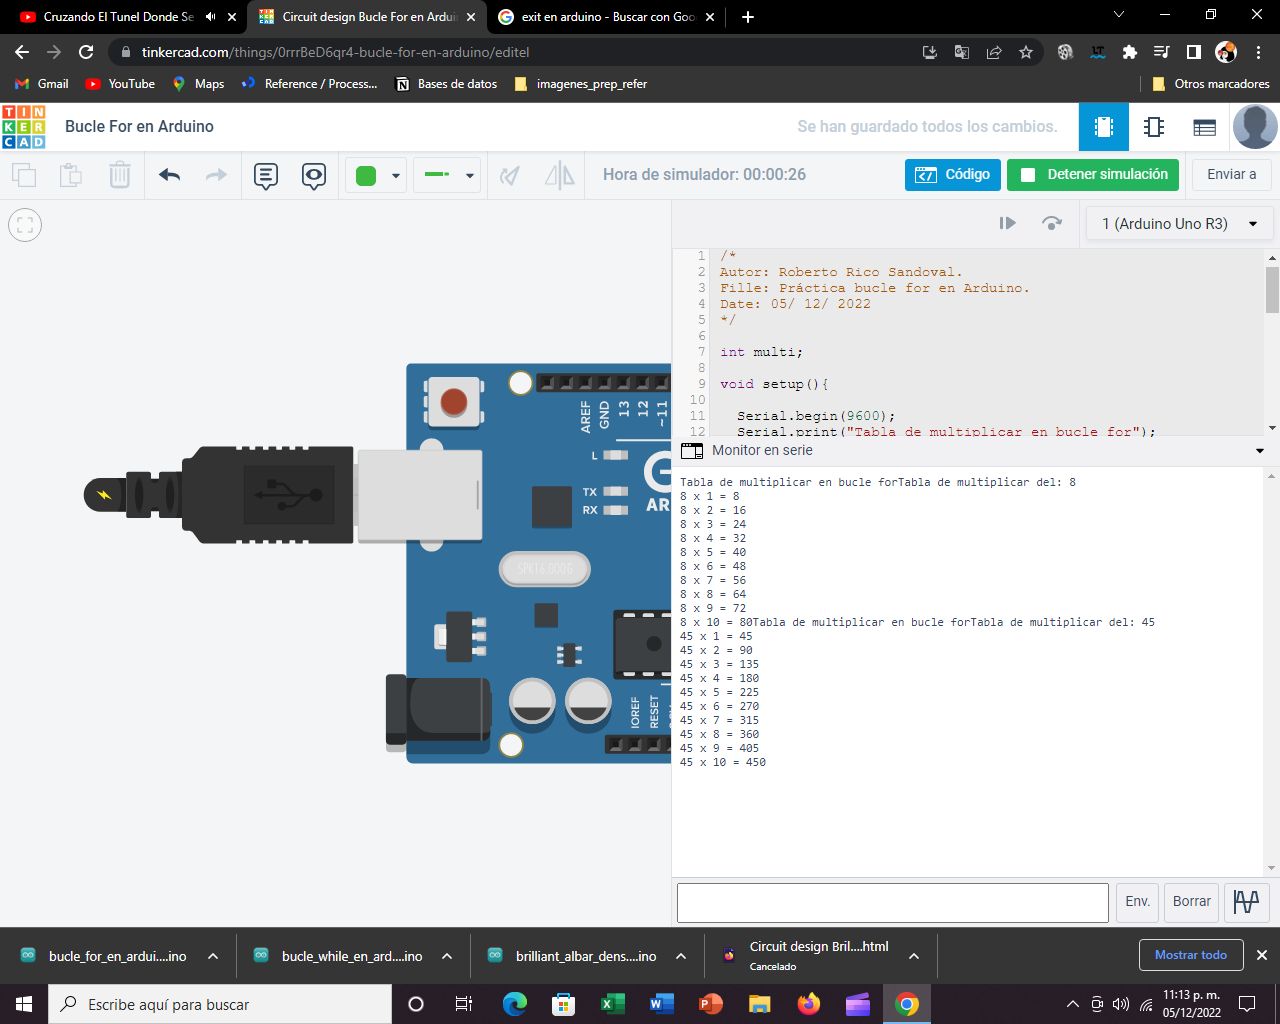 Cruzando El Tunel Donde Se
Circuit design Bucle For en Ardui
exit en arduino - Buscar con Goo
tinkercad.com/things/0rrrBeD6qr4-bucle-for-en-arduino/editel
Gmail
YouTube
Maps
Reference / Process...
Bases de datos
imagenes_prep_refer
Otros marcadores
TIN
KER
CAD
Bucle For en Arduino
Se han guardado todos los cambios.
Hora de simulador: 00:00:26
Código
Detener simulación
Enviar a
1 (Arduino Uno R3)
1 /*
2 Autor: Roberto Rico Sandoval.
3 Fille: Práctica bucle for en Arduino.
4 Date: 05/ 12/ 2022
5 */
6
7 int multi;
8
9 void setup(){
10
11 Serial.begin(9600);
12 Serial.print("Tabla de multiplicar en bucle for");
AREF
GND
13
12
~11
L
TX
RX
AR
SPK16.000G
IOREF
RESET
Monitor en serie
Tabla de multiplicar en bucle forTabla de multiplicar del: 8
8 x 1 = 8
8 x 2 = 16
8 x 3 = 24
8 x 4 = 32
8 x 5 = 40
8 x 6 = 48
8 x 7 = 56
8 x 8 = 64
8 x 9 = 72
8 x 10 = 80Tabla de multiplicar en bucle forTabla de multiplicar del: 45
45 x 1 = 45
45 x 2 = 90
45 x 3 = 135
45 x 4 = 180
45 x 5 = 225
45 x 6 = 270
45 x 7 = 315
45 x 8 = 360
45 x 9 = 405
45 x 10 = 450
Env.
Borrar
bucle_for_en_ardui....ino
bucle_while_en_ard....ino
brilliant_albar_dens....ino
Circuit design Bril....html
Cancelado
Mostrar todo
Escribe aquí para buscar
11:13 p. m.
05/12/2022